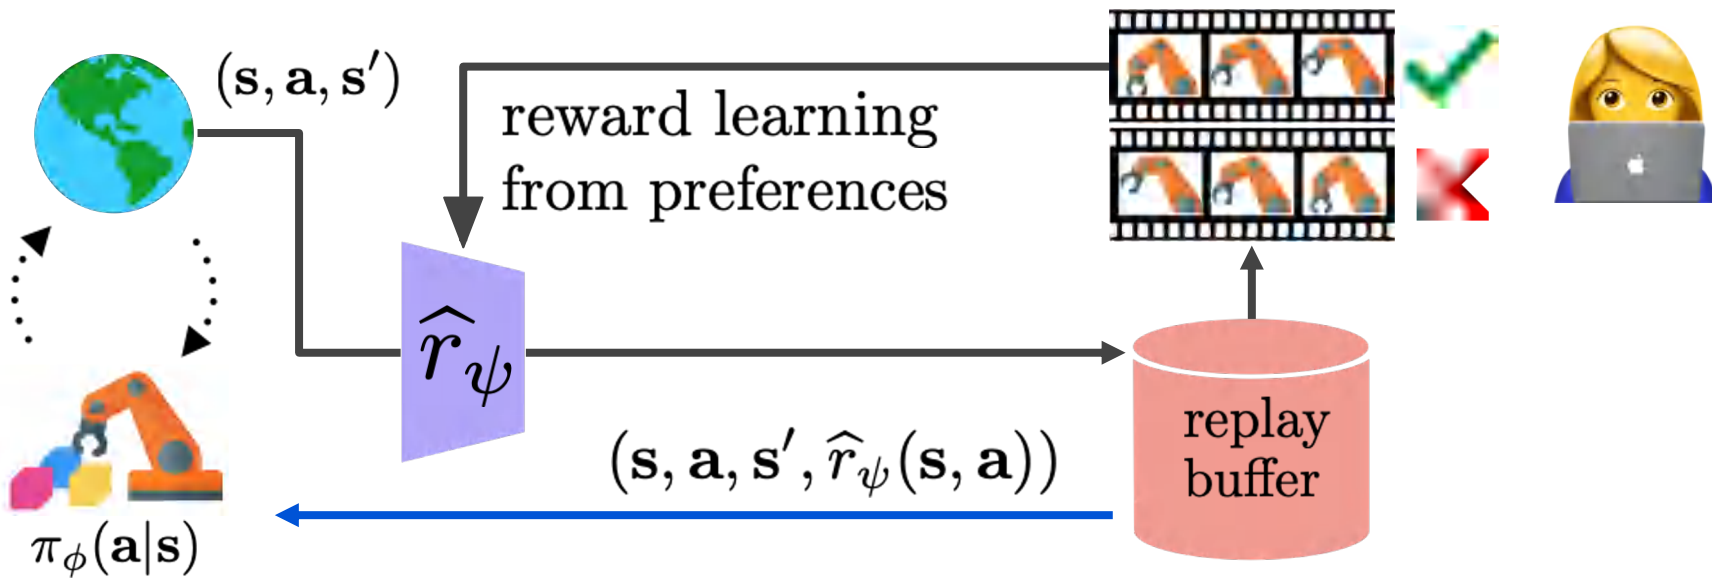 (s, a, s′)
reward learning
from preferences
r̂ψ
(s, a, s′, r̂ψ(s, a))
replay
buffer
πϕ(a|s)